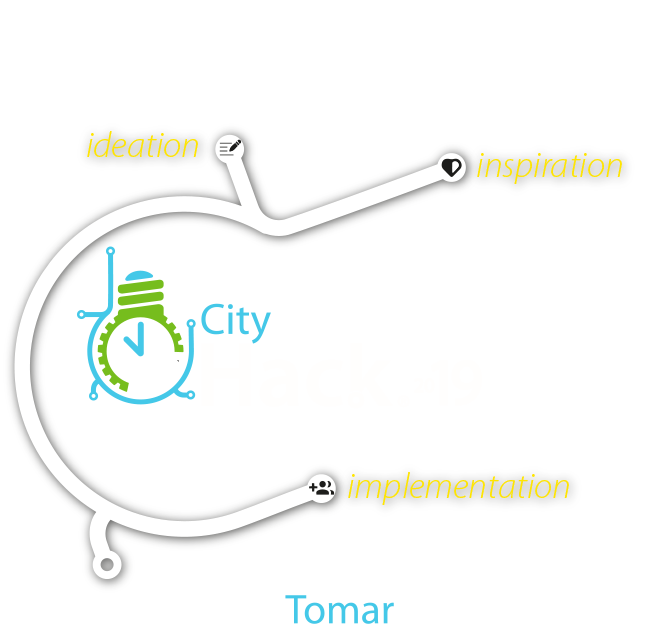 ideation
inspiration
City
implementation
Tomar